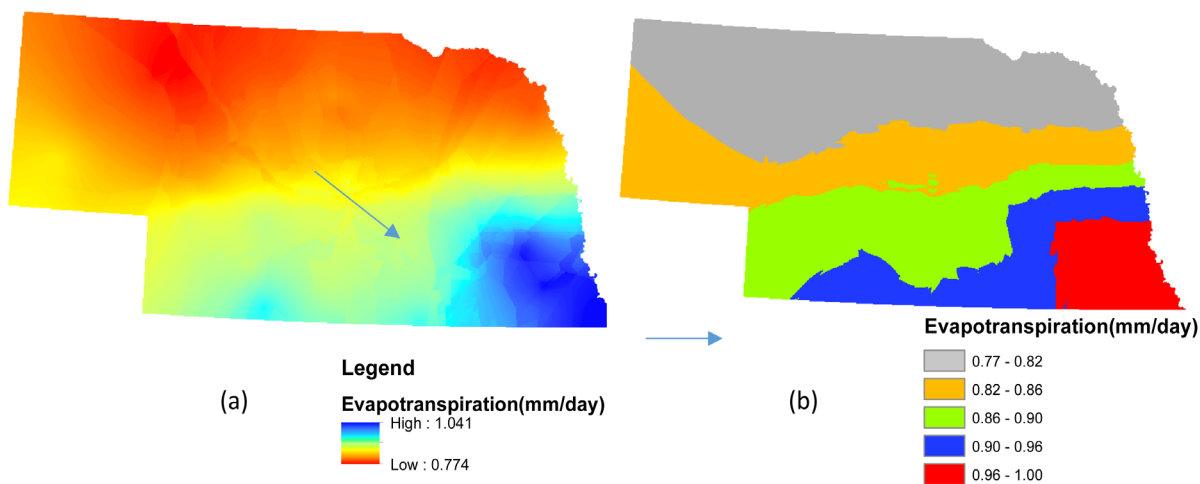 Legend
(a)
Evapotranspiration(mm/day)
High : 1.041
Low : 0.774
Evapotranspiration(mm/day)
0.77 - 0.82
0.82 - 0.86
(b)
0.86 - 0.90
0.90 - 0.96
0.96 - 1.00